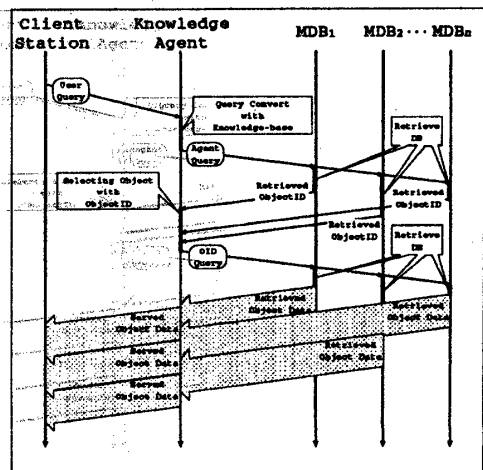 Client Knowledge
Station Agent Agent MDB1 MDB2 ··· MDBn
User
Query
Query Convert
with
Knowledge-base
Retrieve
DB
Agent
Query
Selecting Object
with
ObjectID
Retrieved
ObjectID
Retrieved
ObjectID
Retrieved
ObjectID
Retrieve
DB
OID
Query
Served
Object Data
Retrieved
Object Data
Retrieved
Object Data
Served
Object Data
Retrieved
Object Data
Served
Object Data